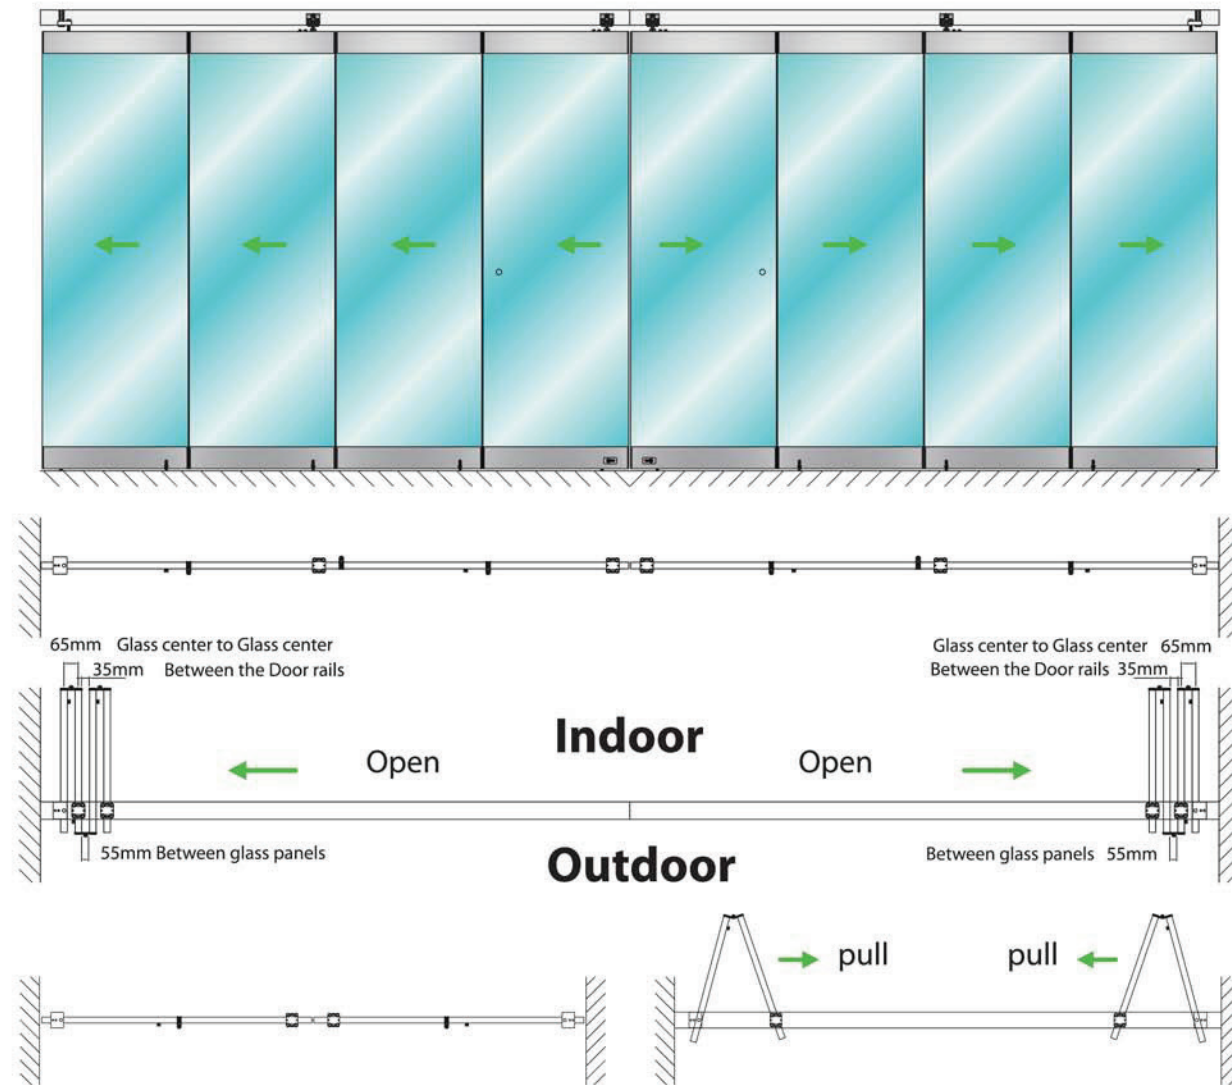 65mm Glass center to Glass center
Glass center to Glass center 65mm
35mm Between the Door rails
Between the Door rails 35mm
Indoor
Open
Open
55mm Between glass panels
Between glass panels 55mm
Outdoor
pull
pull